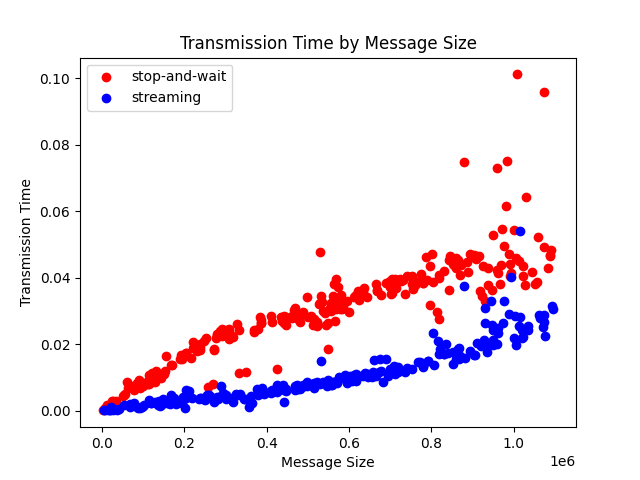 Transmission Time by Message Size
stop-and-wait
streaming
0.10
0.08
0.06
0.04
0.02
0.00
Transmission Time
0.0 0.2 0.4 0.6 0.8 1.0
1e6
Message Size